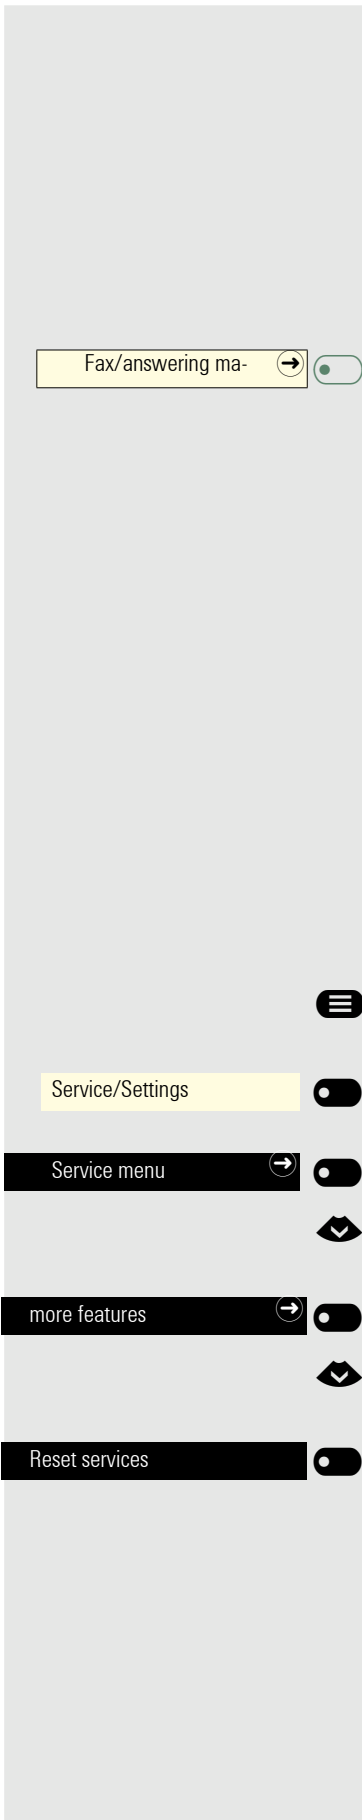 Fax/answering ma-
Service/Settings
Service menu
more features
Reset services